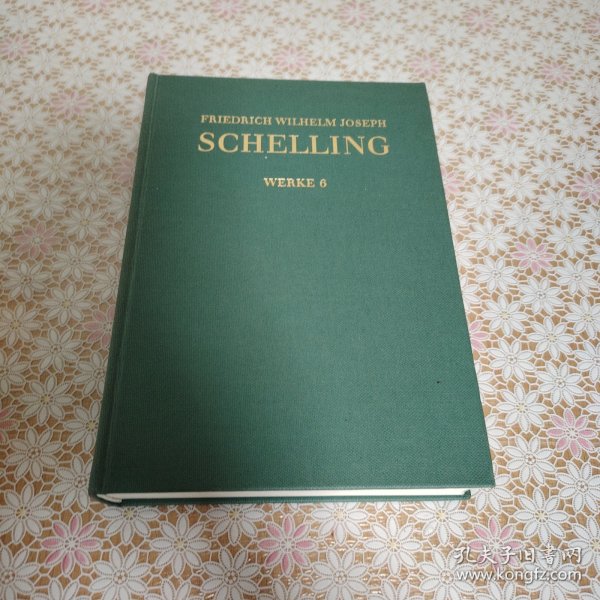 FRIEDRICH WILHELM JOSEPH
SCHELLING
WERKE 6
孔夫子旧书网
www.kongfz.com